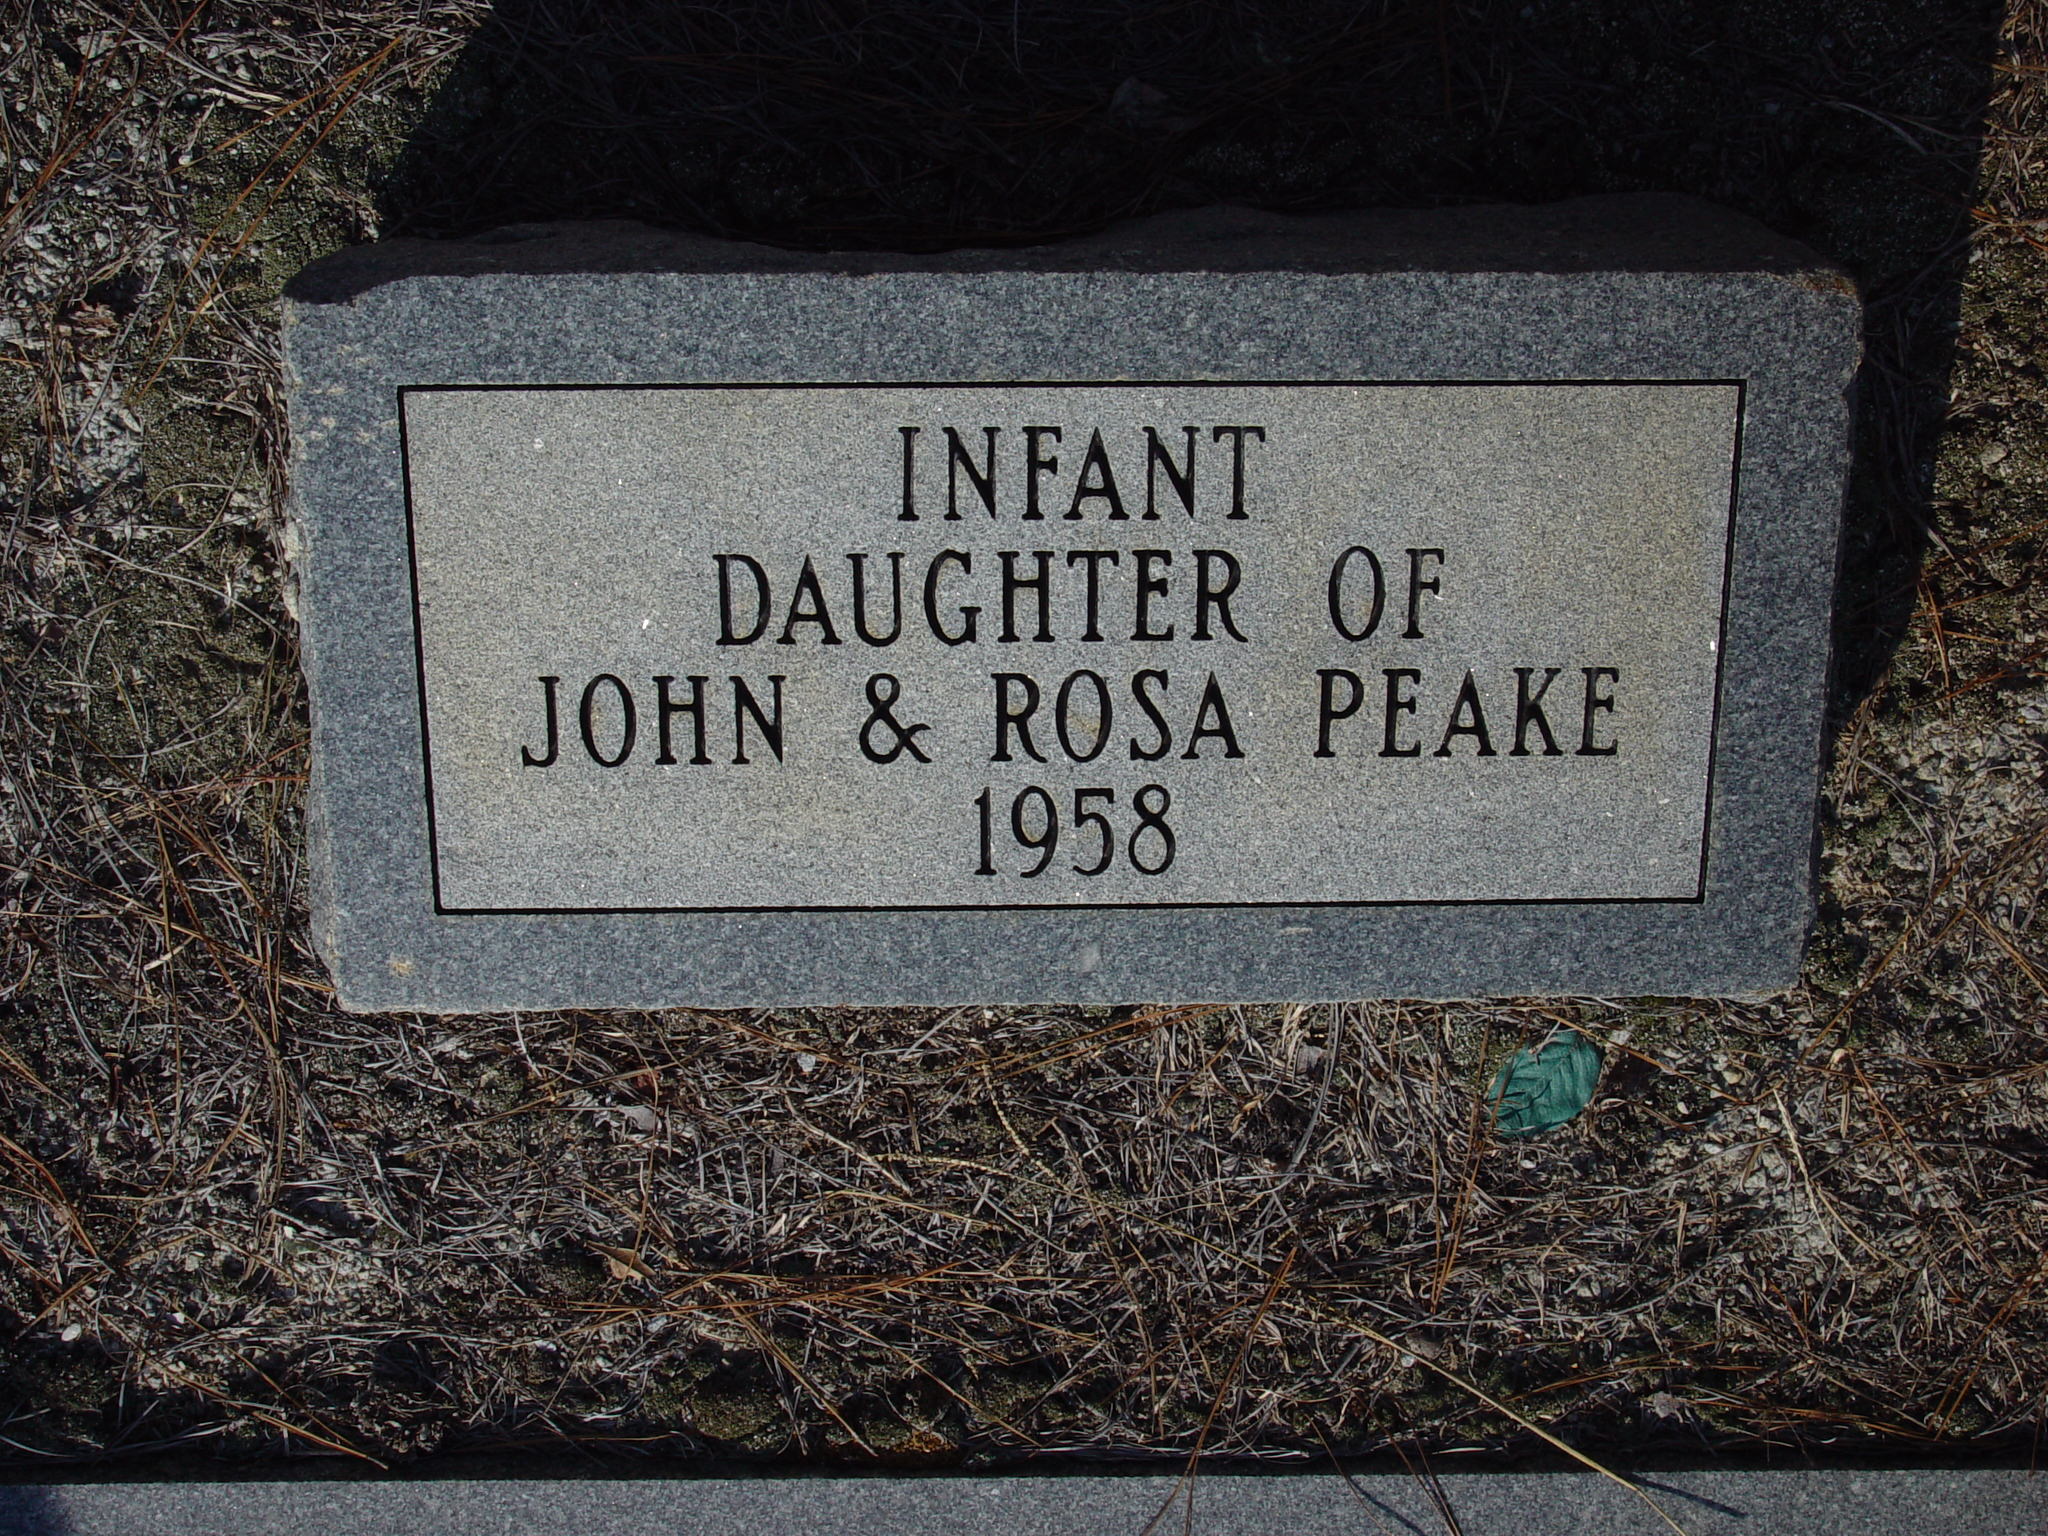 INFANT
DAUGHTER OF
JOHN & ROSA PEAKE
1958